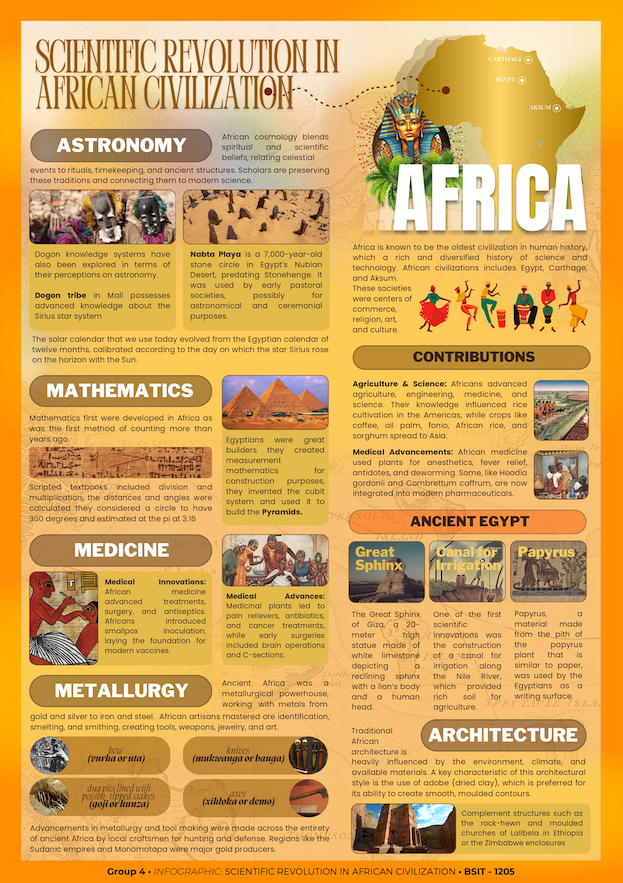 SCIENTIFIC REVOLUTION IN
AFRICAN CIVILIZATION
CARTHAGE
EGYPT
AKSUM
AFRICA
ASTRONOMY
African cosmology blends
spiritual and scientific
beliefs, relating celestial
events to rituals, timekeeping, and ancient structures. Scholars are preserving
these traditions and connecting them to modern science.
Dogon knowledge systems have
also been explored in terms of
their perceptions on astronomy.
Dogon tribe in Mali possesses
advanced knowledge about the
Sirius star system
Nabta Playa is a 7,000-year-old
stone circle in Egypt's Nubian
Desert, predating Stonehenge. It
was used by early pastoral
societies, possibly for
astronomical and ceremonial
purposes.
The solar calendar that we use today evolved from the Egyptian calendar of
twelve months, calibrated according to the day on which the star Sirius rose
on the horizon with the Sun.
MATHEMATICS
Mathematics first were developed in Africa as
was the first method of counting more than
years ago.
Scripted textbooks included division and
multiplication, the distances and angles were
calculated they considered a circle to have
360 degrees and estimated at the pi at 3.16
Egyptians were great
builders they created
measurement
mathematics for
construction purposes,
they invented the cubit
system and used it to
build the Pyramids.
MEDICINE
Medical Innovations:
African medicine
advanced treatments,
surgery, and antiseptics.
Africans introduced
smallpox inoculation,
laying the foundation for
modern vaccines.
Medical Advances:
Medicinal plants led to
pain relievers, antibiotics,
and cancer treatments,
while early surgeries
included brain operations
and C-sections.
METALLURGY
Ancient Africa was a
metallurgical powerhouse,
working with metals from
gold and silver to iron and steel. African artisans mastered ore identification,
smelting, and smithing, creating tools, weapons, jewelry, and art.
bow
(vurha or uta)
knives
(mukwanga or banga)
dua pits lined with
poison-tipped stakes
(goji or hunza)
axes
(xihloka or demo)
Advancements in metallurgy and tool making were made across the entirety
of ancient Africa by local craftsmen for hunting and defense. Regions like the
Sudanic empires and Monomotapa were major gold producers.
Africa is known to be the oldest civilization in human history,
which a rich and diversified history of science and
technology. African civilizations includes Egypt, Carthage,
and Aksum.
These societies
were centers of
commerce,
religion, art,
and culture.
CONTRIBUTIONS
Agriculture & Science: Africans advanced
agriculture, engineering, medicine, and
science. Their knowledge influenced rice
cultivation in the Americas, while crops like
coffee, oil palm, fonio, African rice, and
sorghum spread to Asia.
Medical Advancements: African medicine
used plants for anesthetics, fever relief,
antidotes, and deworming. Some, like Hoodia
gordonii and Combrettum caffrum, are now
integrated into modern pharmaceuticals.
ANCIENT EGYPT
Great
Sphinx
Canal for
Irrigation
Papyrus
The Great Sphinx
of Giza, a 20-
meter high
statue made of
white limestone
depicting a
reclining sphinx
with a lion's body
and a human
head.
One of the first
scientific
innovations was
the construction
of a canal for
irrigation along
the Nile River,
which provided
rich soil for
agriculture.
Papyrus, a
material made
from the pith of
the papyrus
plant that is
similar to paper,
was used by the
Egyptians as a
writing surface
ARCHITECTURE
Traditional
African
architecture is
heavily influenced by the environment, climate, and
available materials. A key characteristic of this architectural
style is the use of adobe (dried clay), which is preferred for
its ability to create smooth, moulded contours.
Complement structures such as
the rock-hewn and moulded
churches of Lalibela in Ethiopia
or the Zimbabwe enclosures
Group 4 • INFOGRAPHIC: SCIENTIFIC REVOLUTION IN AFRICAN CIVILIZATION • BSIT - 1205